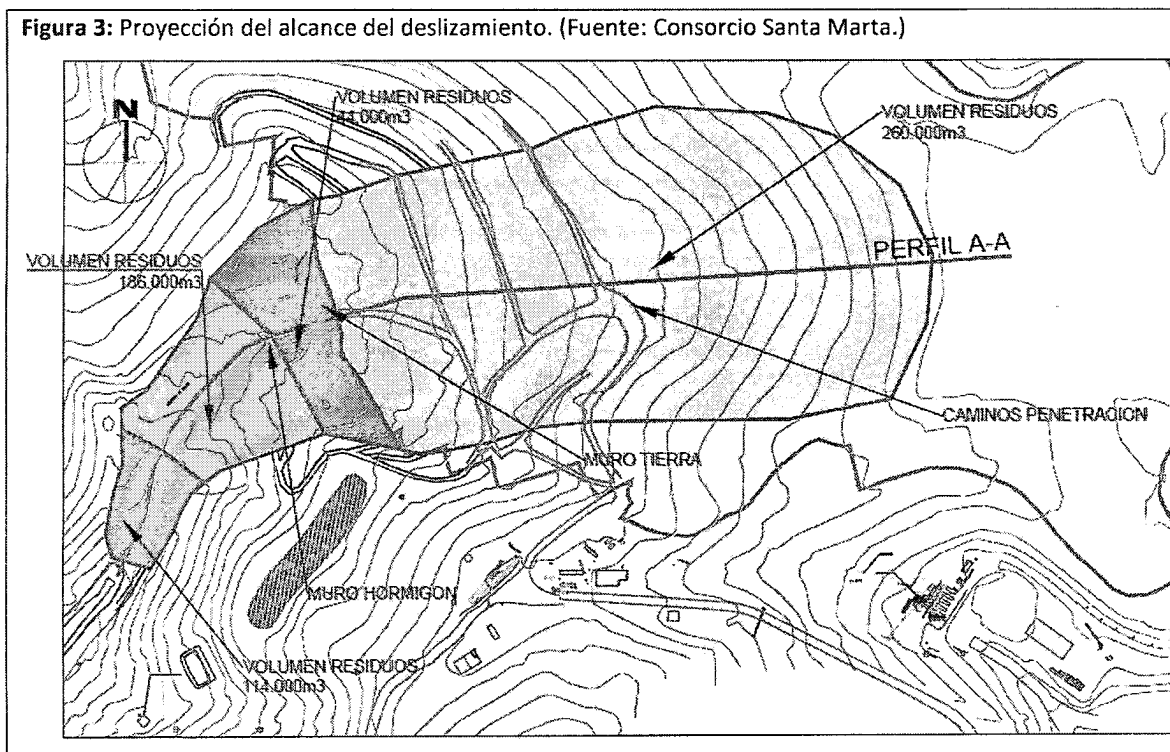 Figura 3: Proyección del alcance del deslizamiento. (Fuente: Consorcio Santa Marta.)
N
VOLUMEN RESIDUOS
44.000m3
VOLUMEN RESIDUOS
260.000m3
PERFIL A-A
VOLUMEN RESIDUOS
186.000m3
CAMINOS PENETRACION
MURO TIERRA
MURO HORMIGON
VOLUMEN RESIDUOS
114.000m3